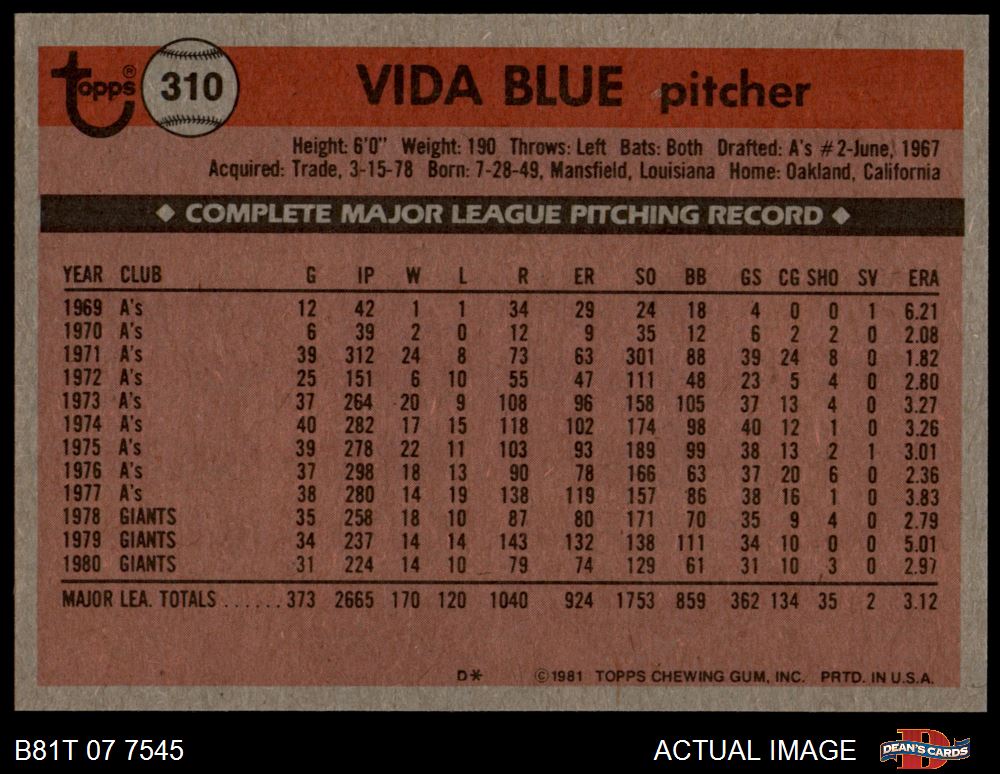 Topps® 310 VIDA BLUE pitcher
Height: 6'0" Weight: 190 Throws: Left Bats: Both Drafted: A's #2-June, 1967
Acquired: Trade, 3-15-78 Born: 7-28-49, Mansfield, Louisiana Home: Oakland, California
◆ COMPLETE MAJOR LEAGUE PITCHING RECORD ◆
YEAR CLUB G IP W L R ER SO BB GS CG SHO SV ERA
1969 A's 12 42 1 1 34 29 24 18 4 0 0 1 6.21
1970 A's 6 39 2 0 12 9 35 12 6 2 2 0 2.08
1971 A's 39 312 24 8 73 63 301 88 39 24 8 0 1.82
1972 A's 25 151 6 10 55 47 111 48 23 5 4 0 2.80
1973 A's 37 264 20 9 108 96 158 105 37 13 4 0 3.27
1974 A's 40 282 17 15 118 102 174 98 40 12 1 0 3.26
1975 A's 39 278 22 11 103 93 189 99 38 13 2 1 3.01
1976 A's 37 298 18 13 90 78 166 63 37 20 6 0 2.36
1977 A's 38 280 14 19 138 119 157 86 38 16 1 0 3.83
1978 GIANTS 35 258 18 10 87 80 171 70 35 9 4 0 2.79
1979 GIANTS 34 237 14 14 143 132 138 111 34 10 0 0 5.01
1980 GIANTS 31 224 14 10 79 74 129 61 31 10 3 0 2.97
MAJOR LEA. TOTALS ......373 2665 170 120 1040 924 1753 859 362 134 35 2 3.12
D* ©1981 TOPPS CHEWING GUM, INC. PRTD. IN U.S.A.
B81T 07 7545 ACTUAL IMAGE DEAN'S CARDS